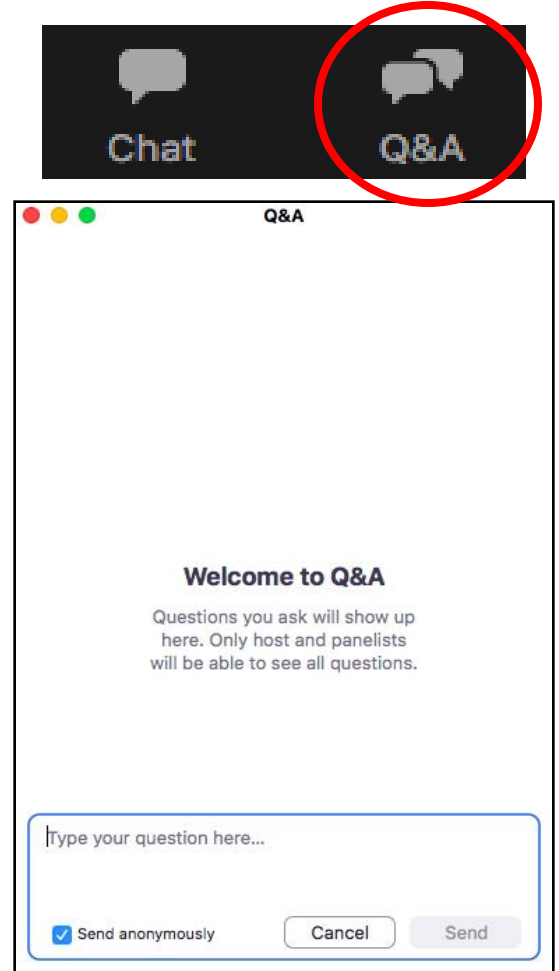 Chat Q&A
Q&A
Welcome to Q&A
Questions you ask will show up
here. Only host and panelists
will be able to see all questions.
Type your question here...
Send anonymously Cancel Send